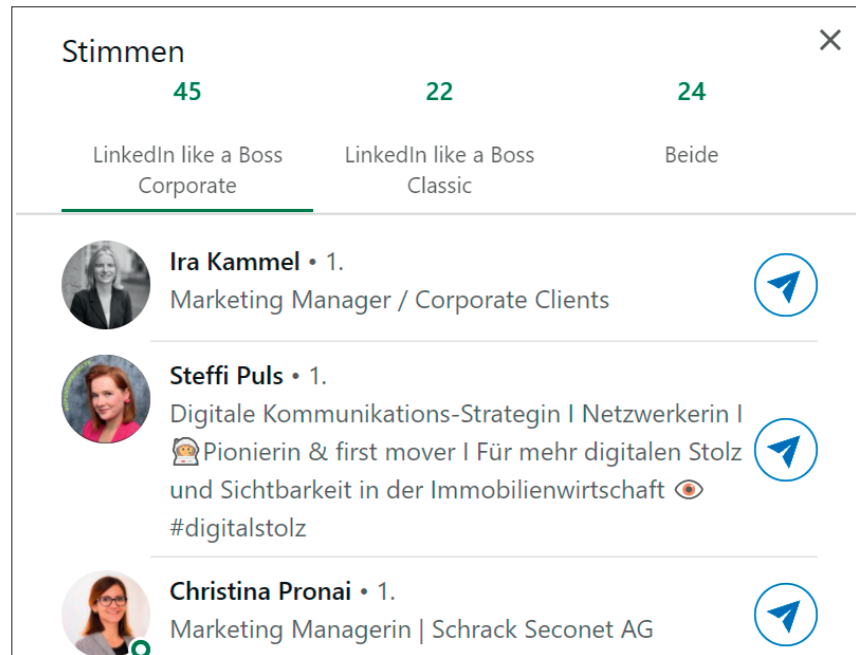 Stimmen
45
22
24
LinkedIn like a Boss
Corporate
LinkedIn like a Boss
Classic
Beide
Ira Kammel • 1.
Marketing Manager / Corporate Clients
Steffi Puls • 1.
Digitale Kommunikations-Strategin I Netzwerkerin I
👩‍🚀Pionierin & first mover I Für mehr digitalen Stolz
und Sichtbarkeit in der Immobilienwirtschaft 👁️
#digitalstolz
Christina Pronai • 1.
Marketing Managerin | Schrack Seconet AG